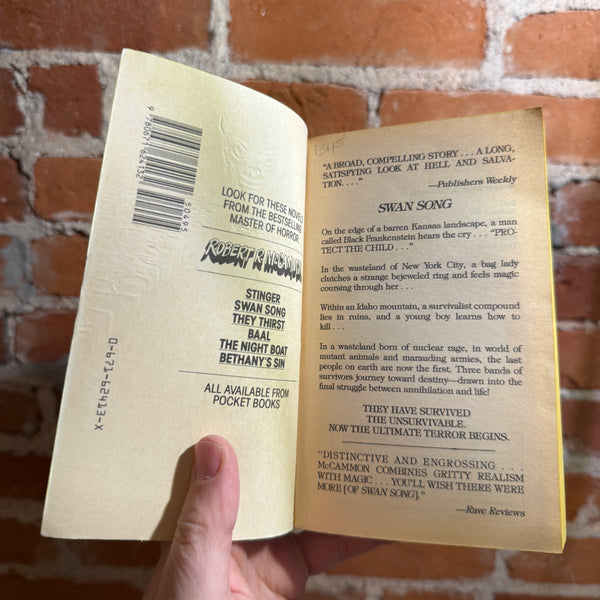 9780671624132
50495
0-671-62413-X
LOOK FOR THESE NOVELS
FROM THE BESTSELLING
MASTER OF HORROR
ROBERT R. McCAMMON
STINGER
SWAN SONG
THEY THIRST
BAAL
THE NIGHT BOAT
BETHANY'S SIN
ALL AVAILABLE FROM
POCKET BOOKS
1345
"A BROAD, COMPELLING STORY . . . A LONG,
SATISFYING LOOK AT HELL AND SALVA-
TION. . . ."
—Publishers Weekly
SWAN SONG
On the edge of a barren Kansas landscape, a man
called Black Frankenstein hears the cry . . . "PRO-
TECT THE CHILD . . ."
In the wasteland of New York City, a bag lady
clutches a strange bejeweled ring and feels magic
coursing through her . . .
Within an Idaho mountain, a survivalist compound
lies in ruins, and a young boy learns how to
kill . . .
In a wasteland born of nuclear rage, in world of
mutant animals and marauding armies, the last
people on earth are now the first. Three bands of
survivors journey toward destiny—drawn into the
final struggle between annihilation and life!
THEY HAVE SURVIVED
THE UNSURVIVABLE.
NOW THE ULTIMATE TERROR BEGINS.
"DISTINCTIVE AND ENGROSSING . . . .
McCAMMON COMBINES GRITTY REALISM
WITH MAGIC . . . YOU'LL WISH THERE WERE
MORE [OF SWAN SONG]."
—Rave Reviews